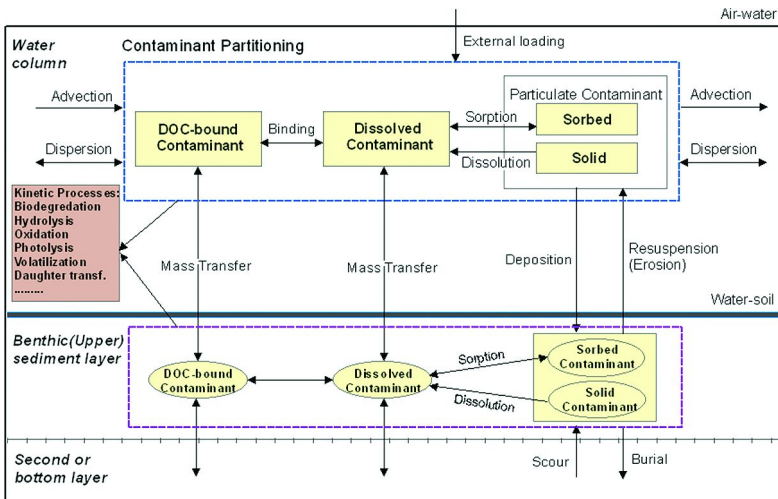 Air-water
Water
column
Contaminant Partitioning
External loading
Advection
Dispersion
DOC-bound
Contaminant
Binding
Dissolved
Contaminant
Sorption
Dissolution
Particulate Contaminant
Sorbed
Solid
Advection
Dispersion
Kinetic Processes:
Biodegredation
Hydrolysis
Oxidation
Photolysis
Volatilization
Daughter transf.
.........
Mass Transfer
Mass Transfer
Deposition
Resuspension
(Erosion)
Water-soil
Benthic(Upper)
sediment layer
DOC-bound
Contaminant
Dissolved
Contaminant
Sorption
Dissolution
Sorbed
Contaminant
Solid
Contaminant
Second or
bottom layer
Scour
Burial